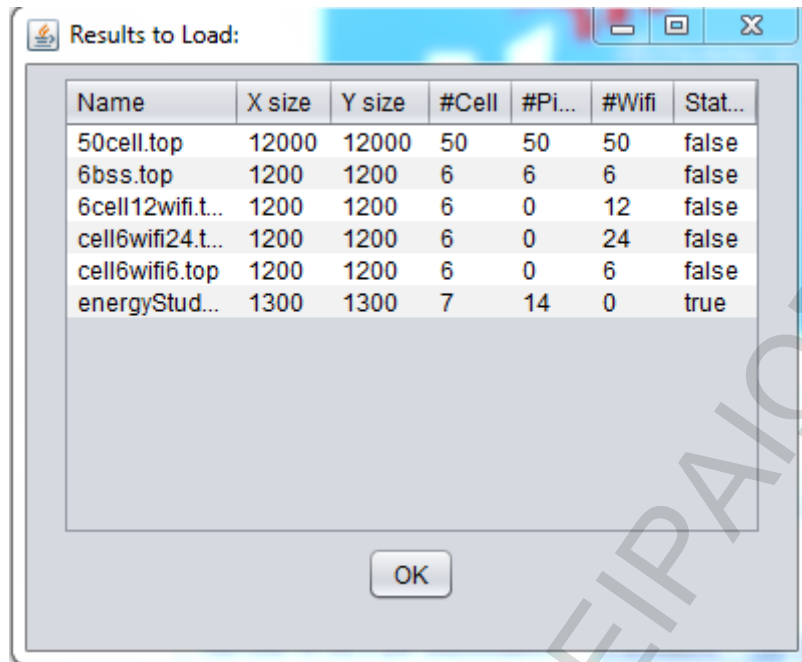 Results to Load:
Name X size Y size #Cell #Pi... #Wifi Stat...
50cell.top 12000 12000 50 50 50 false
6bss.top 1200 1200 6 6 6 false
6cell12wifi.t... 1200 1200 6 0 12 false
cell6wifi24.t... 1200 1200 6 0 24 false
cell6wifi6.top 1200 1200 6 0 6 false
energyStud... 1300 1300 7 14 0 true
OK